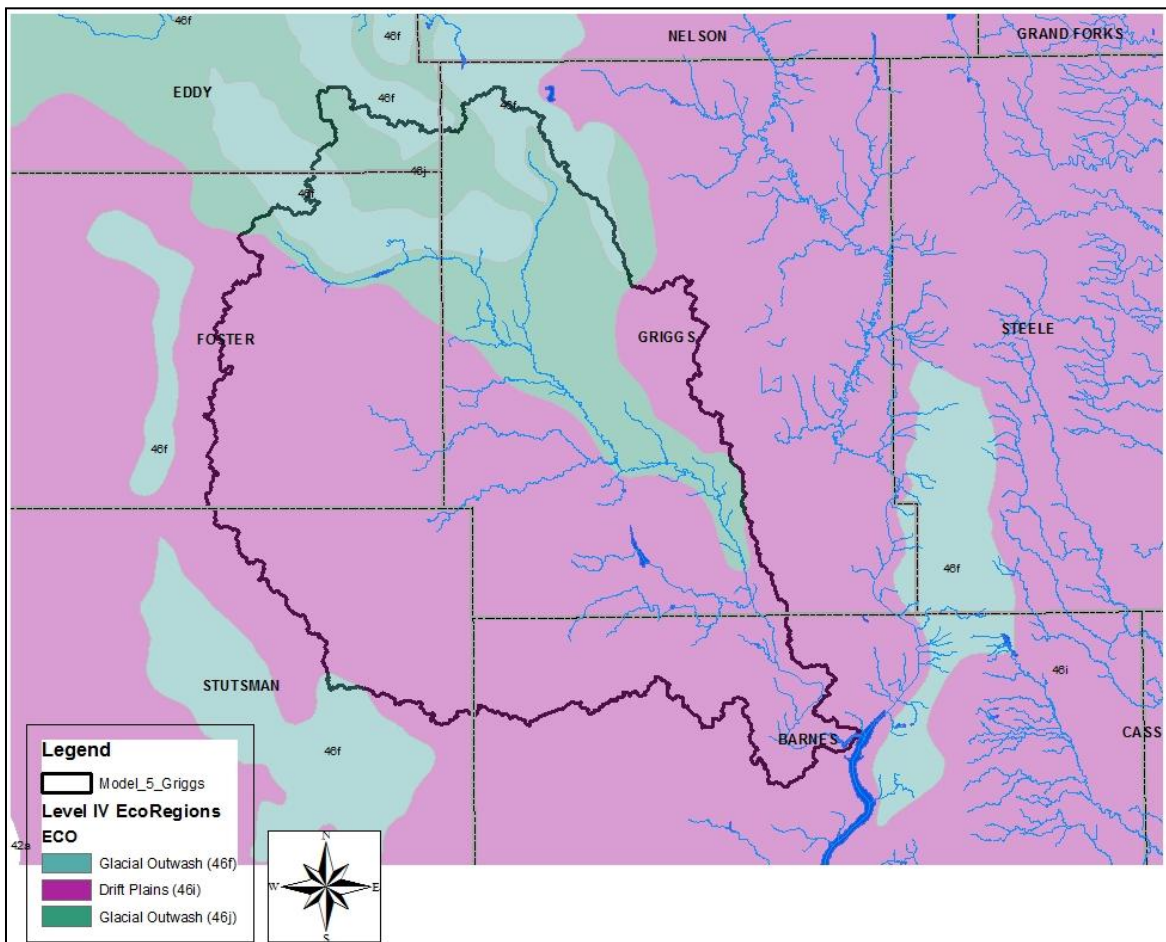 46f
NELSON
GRAND FORKS
46f
EDDY
46f
46f
46j
46f
FOSTER
GRIGGS
STEELE
46f
46f
STUTSMAN
46i
BARNES
CASS
46f
42a
Legend
Model_5_Griggs
Level IV EcoRegions
ECO
Glacial Outwash (46f)
Drift Plains (46i)
Glacial Outwash (46j)
N
W
E
S